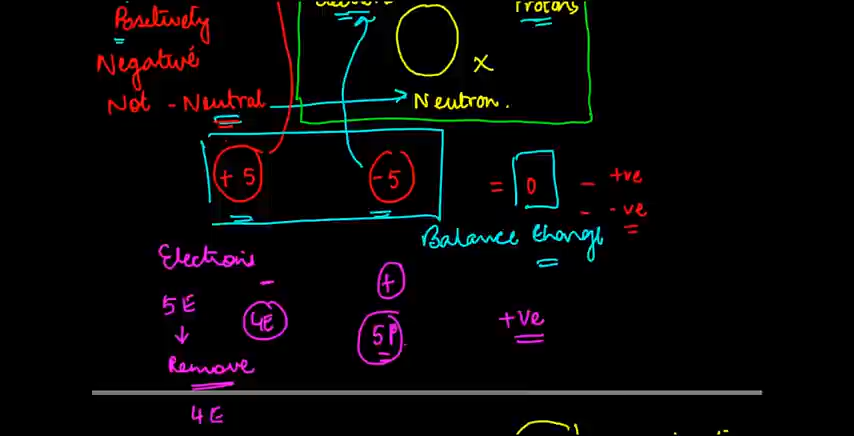 Protons
Positively
Negative
x
Not - Neutral
Neutron.
+ 5
- 5
= 0
- +ve
- -ve
Balance Change
Electrons
- +
5E 4E 5P +ve
↓
Remove
4E